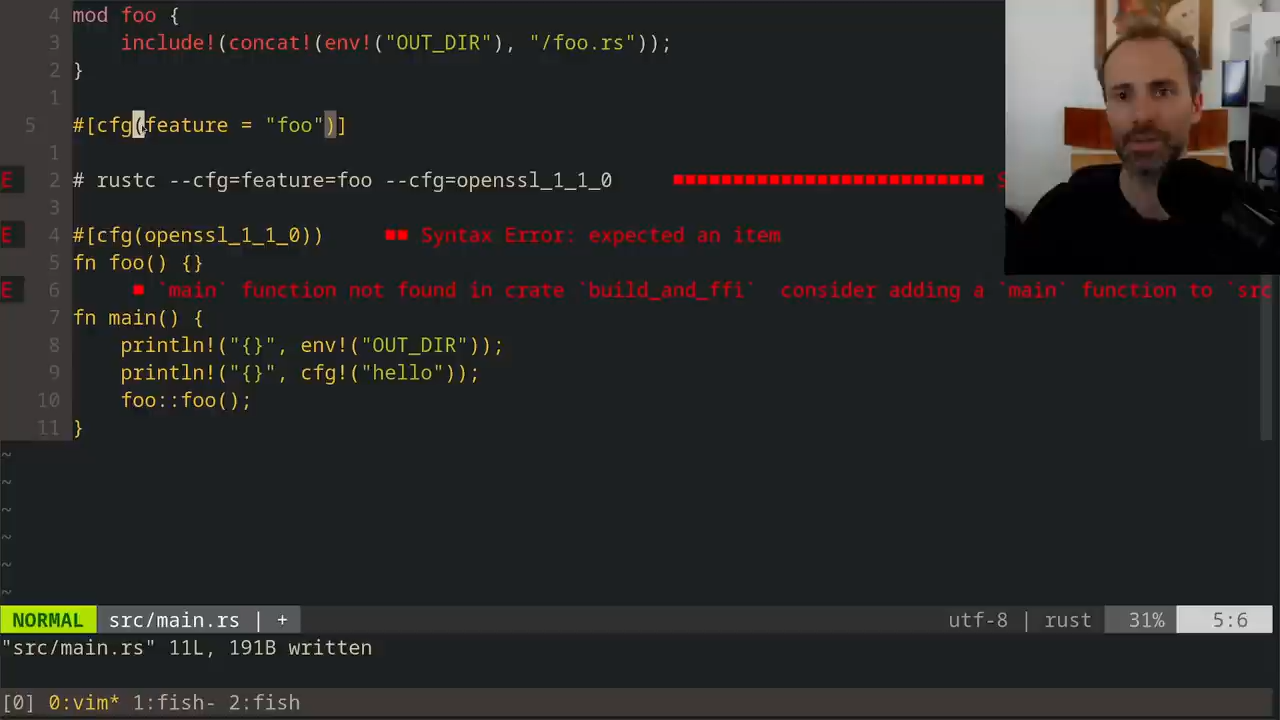 4 mod foo {
3     include!(concat!(env!("OUT_DIR"), "/foo.rs"));
2 }
1
5 #[cfg(feature = "foo")]
1
E 2 # rustc --cfg=feature=foo --cfg=openssl_1_1_0 ■■■■■■■■■■■■■■■■■■■■■■■■■■ S
3
E 4 #[cfg(openssl_1_1_0)) ■■ Syntax Error: expected an item
5 fn foo() {}
E 6 ■ `main` function not found in crate `build_and_ffi` consider adding a `main` function to `src
7 fn main() {
8     println!("{}", env!("OUT_DIR"));
9     println!("{}", cfg!("hello"));
10     foo::foo();
11 }
~
~
~
~
~
~
NORMAL src/main.rs | + utf-8 | rust 31% 5:6
"src/main.rs" 11L, 191B written
[0] 0:vim* 1:fish- 2:fish